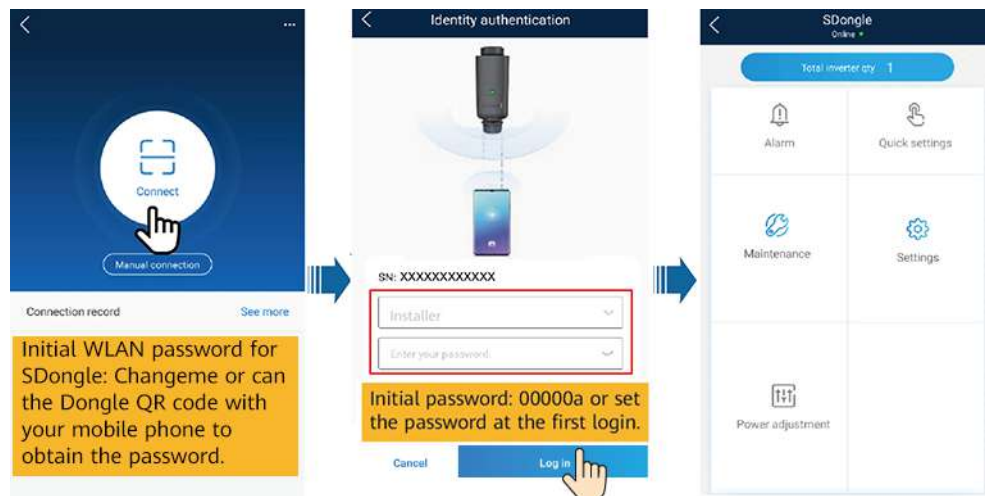 Connect
Manual connection
Connection record
See more
Initial WLAN password for
SDongle: Changeme or can
the Dongle QR code with
your mobile phone to
obtain the password.
Identity authentication
SN: XXXXXXXXXXXX
Installer
Enter your password
Initial password: 00000a or set
the password at the first login.
Cancel
Log in
SDongle
Online
Total inverter qty 1
Alarm
Quick settings
Maintenance
Settings
Power adjustment